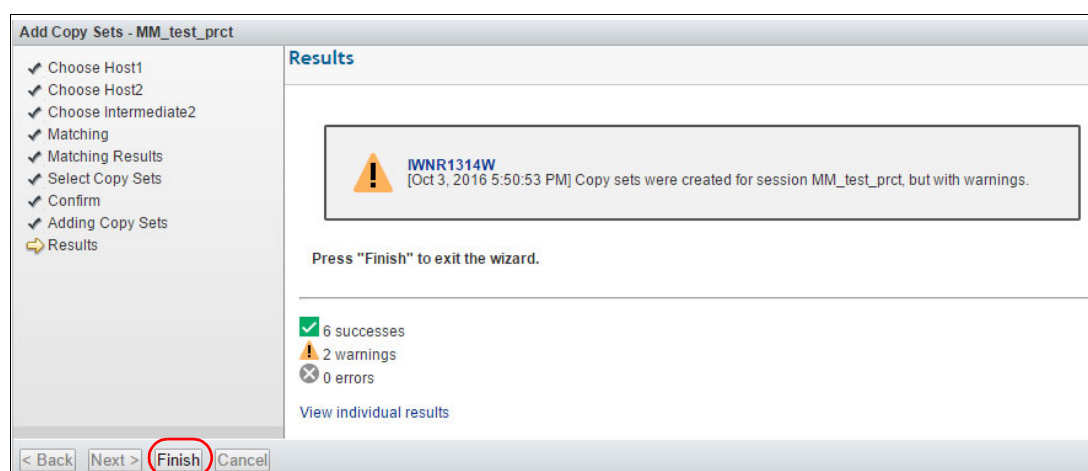 Add Copy Sets - MM_test_prct
Choose Host1
Choose Host2
Choose Intermediate2
Matching
Matching Results
Select Copy Sets
Confirm
Adding Copy Sets
Results
Results
IWNR1314W
[Oct 3, 2016 5:50:53 PM] Copy sets were created for session MM_test_prct, but with warnings.
Press "Finish" to exit the wizard.
6 successes
2 warnings
0 errors
View individual results
< Back Next > Finish Cancel